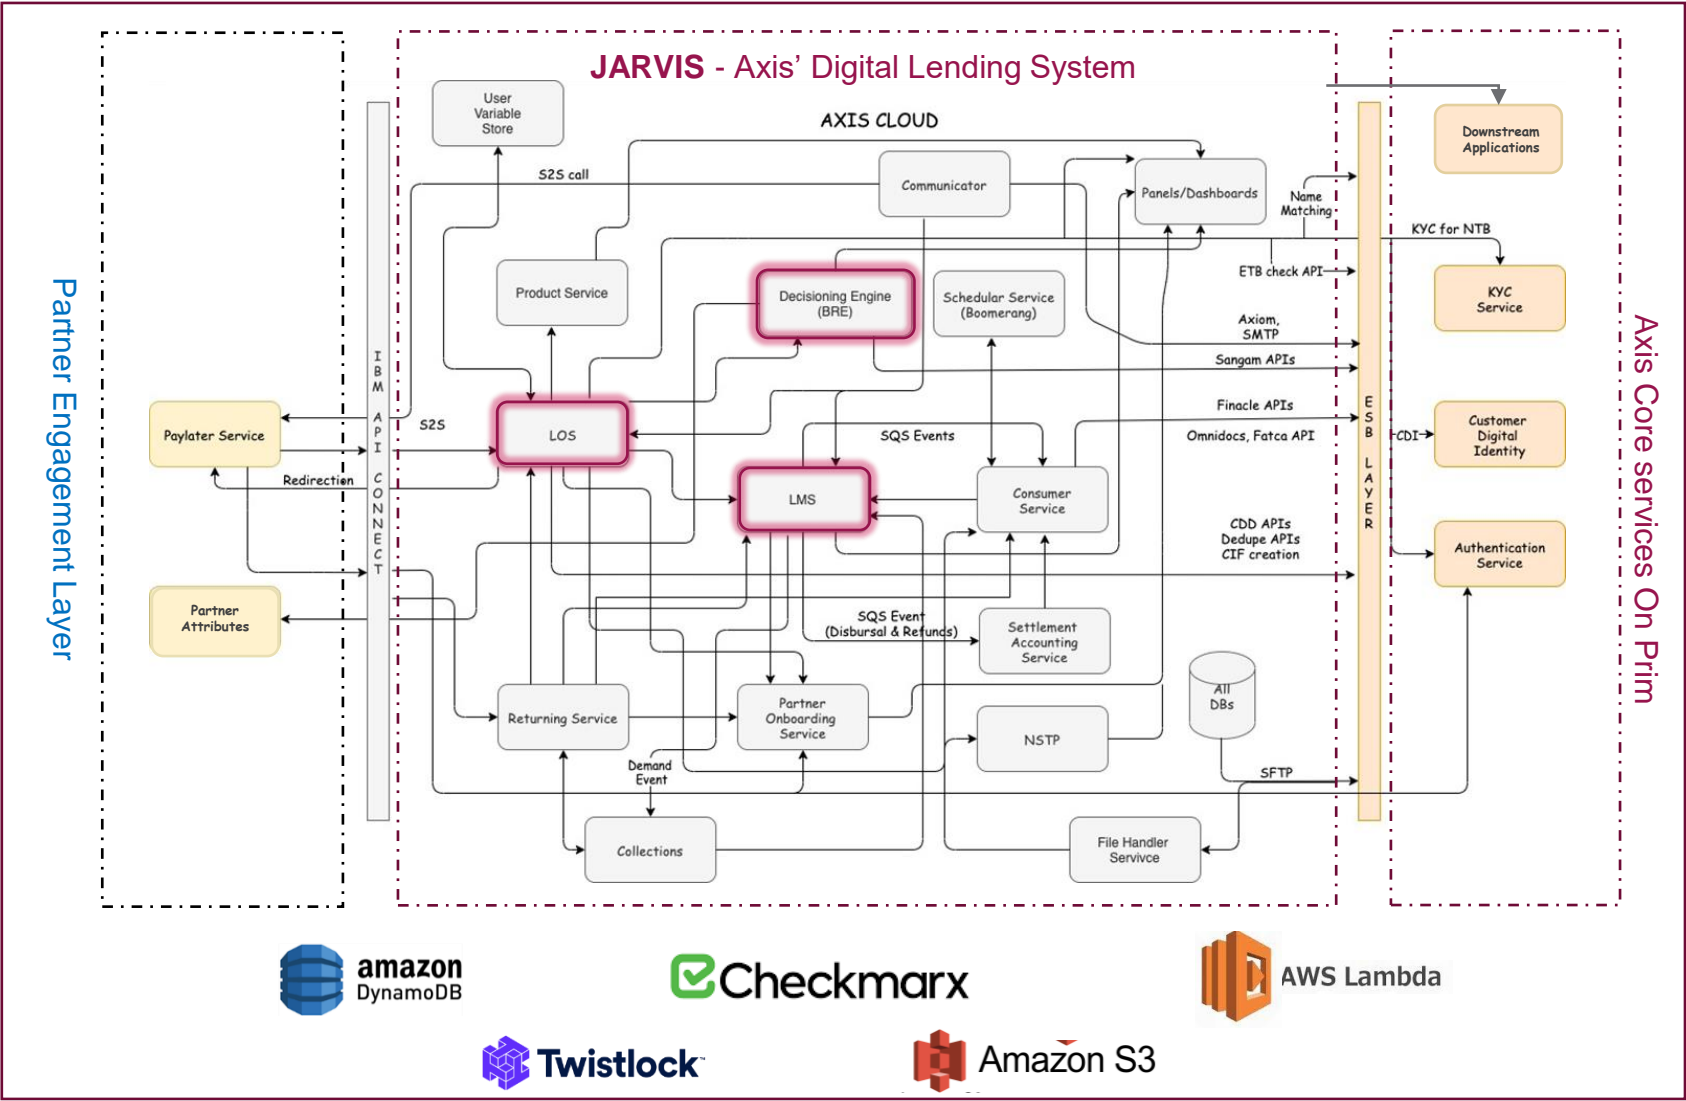 JARVIS - Axis' Digital Lending System
AXIS CLOUD
Partner Engagement Layer
Paylater Service
Partner
Attributes
IBM API CONNECT
S2S
Redirection
User
Variable
Store
S2S call
Communicator
Panels/Dashboards
Product Service
Decisioning Engine
(BRE)
Schedular Service
(Boomerang)
LOS
SQS Events
LMS
Consumer
Service
SQS Event
(Disbursal & Refunds)
Settlement
Accounting
Service
Returning Service
Partner
Onboarding
Service
NSTP
All
DBs
Demand
Event
Collections
File Handler
Servivce
SFTP
Name
Matching
ETB check API
Axiom,
SMTP
Sangam APIs
Finacle APIs
Omnidocs, Fatca API
CDD APIs
Dedupe APIs
CIF creation
ESB LAYER
Downstream
Applications
KYC for NTB
KYC
Service
CDI
Customer
Digital
Identity
Authentication
Service
Axis Core services On Prim
amazon
DynamoDB
Checkmarx
AWS Lambda
Twistlock
Amazon S3